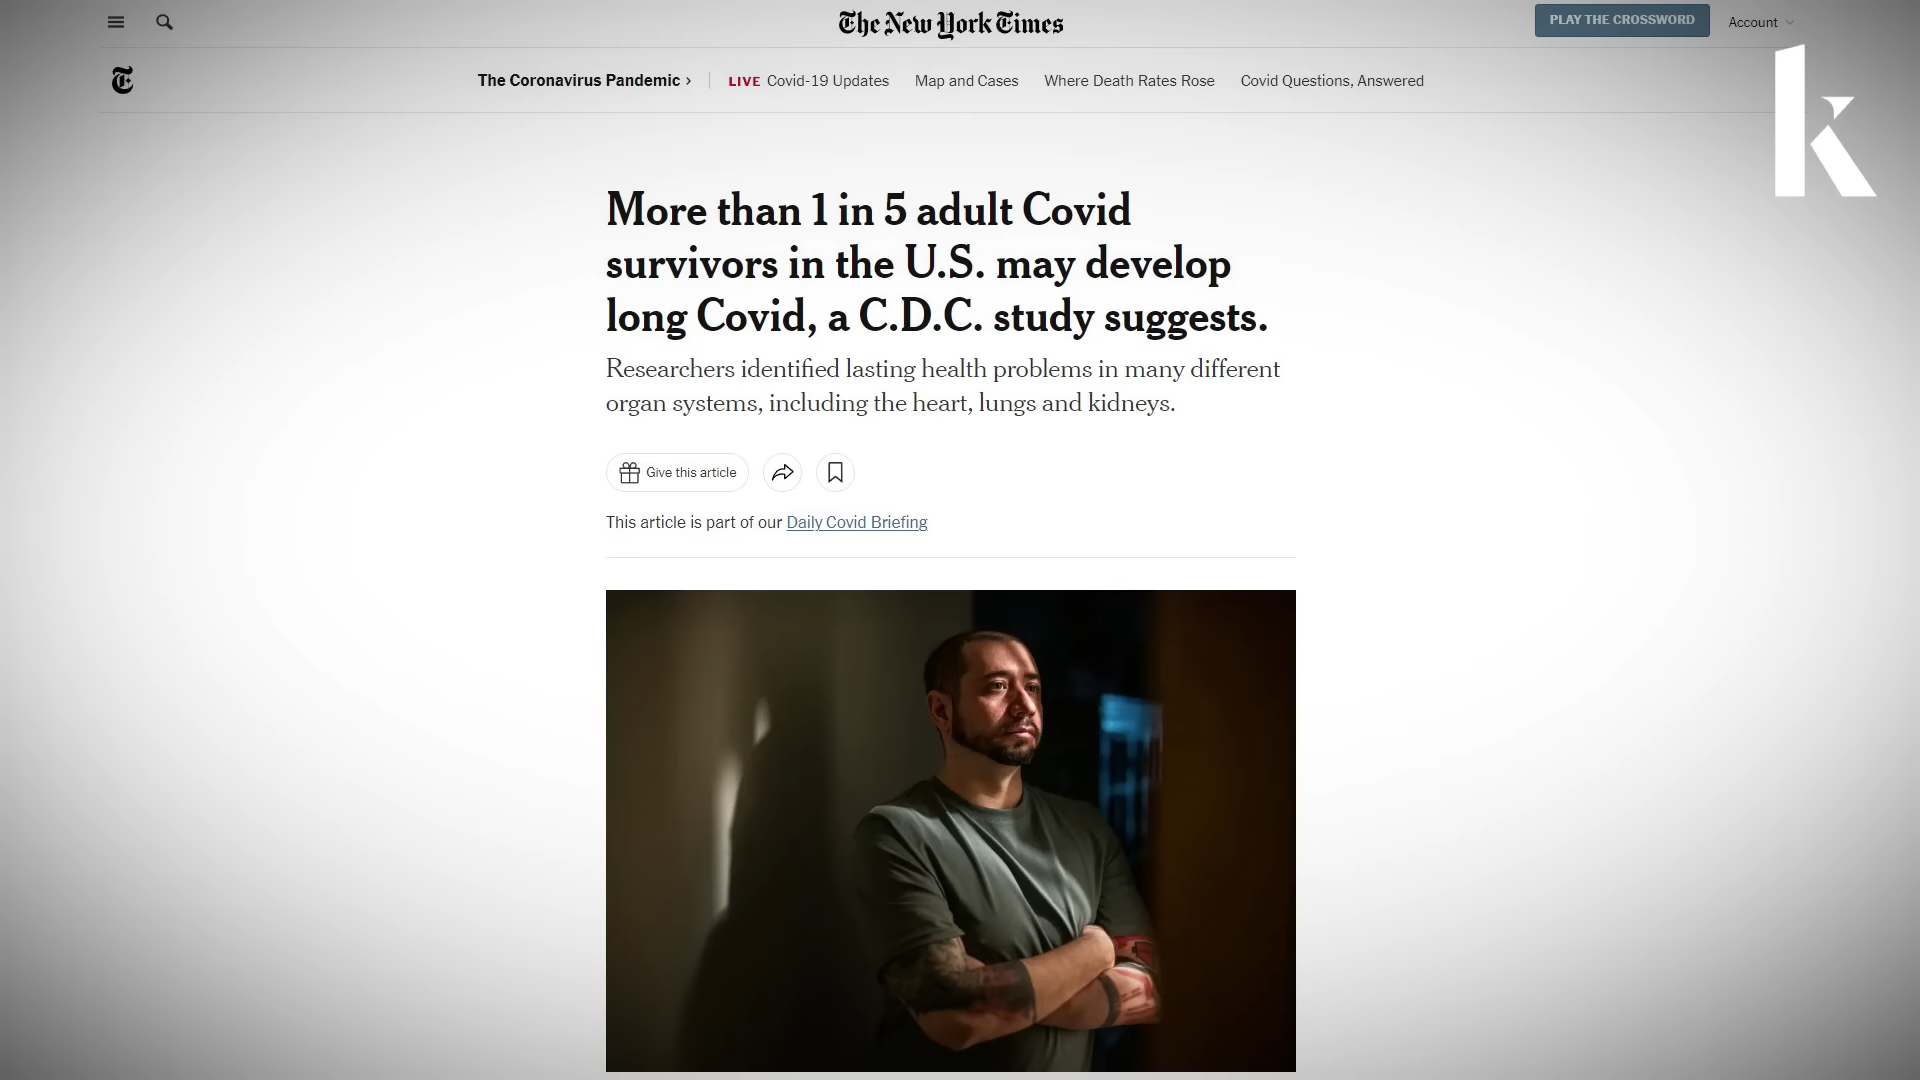 The New York Times
PLAY THE CROSSWORD
Account
T
The Coronavirus Pandemic ›
LIVE Covid-19 Updates
Map and Cases
Where Death Rates Rose
Covid Questions, Answered
k
More than 1 in 5 adult Covid
survivors in the U.S. may develop
long Covid, a C.D.C. study suggests.
Researchers identified lasting health problems in many different
organ systems, including the heart, lungs and kidneys.
Give this article
This article is part of our Daily Covid Briefing